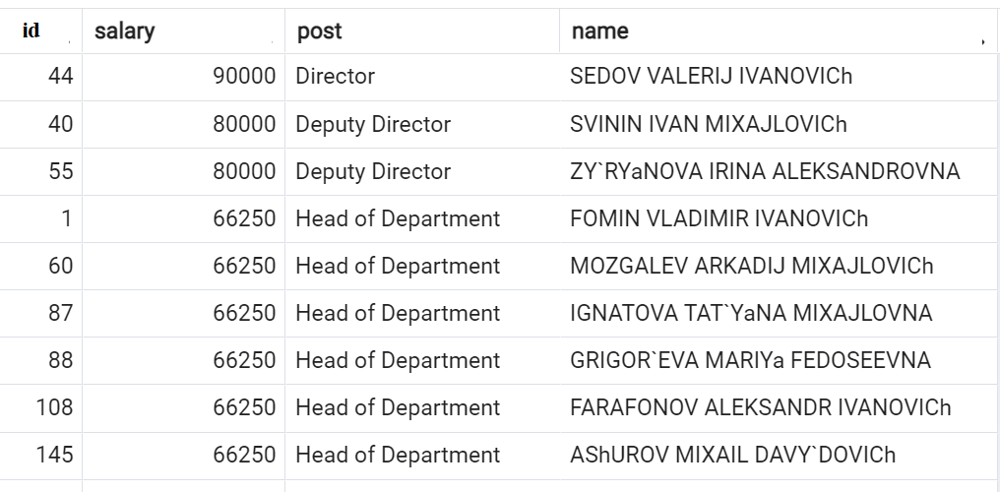 id salary post name
44 90000 Director SEDOV VALERIJ IVANOVICh
40 80000 Deputy Director SVININ IVAN MIXAJLOVICh
55 80000 Deputy Director ZY`RYaNOVA IRINA ALEKSANDROVNA
1 66250 Head of Department FOMIN VLADIMIR IVANOVICh
60 66250 Head of Department MOZGALEV ARKADIJ MIXAJLOVICh
87 66250 Head of Department IGNATOVA TAT`YaNA MIXAJLOVNA
88 66250 Head of Department GRIGOR`EVA MARIYa FEDOSEEVNA
108 66250 Head of Department FARAFONOV ALEKSANDR IVANOVICh
145 66250 Head of Department AShUROV MIXAIL DAVY`DOVICh